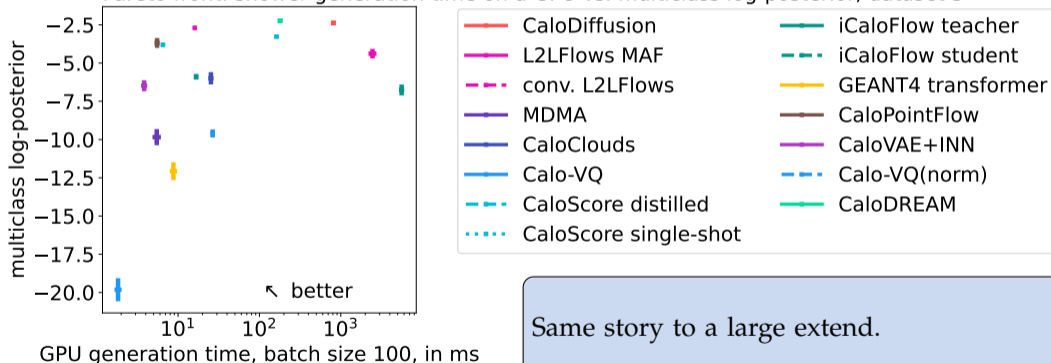 multiclass log-posterior
−2.5
−5.0
−7.5
−10.0
−12.5
−15.0
−17.5
−20.0
↖ better
10¹ 10² 10³
GPU generation time, batch size 100, in ms
CaloDiffusion
L2LFlows MAF
conv. L2LFlows
MDMA
CaloClouds
Calo-VQ
CaloScore distilled
CaloScore single-shot
iCaloFlow teacher
iCaloFlow student
GEANT4 transformer
CaloPointFlow
CaloVAE+INN
Calo-VQ(norm)
CaloDREAM
Same story to a large extend.